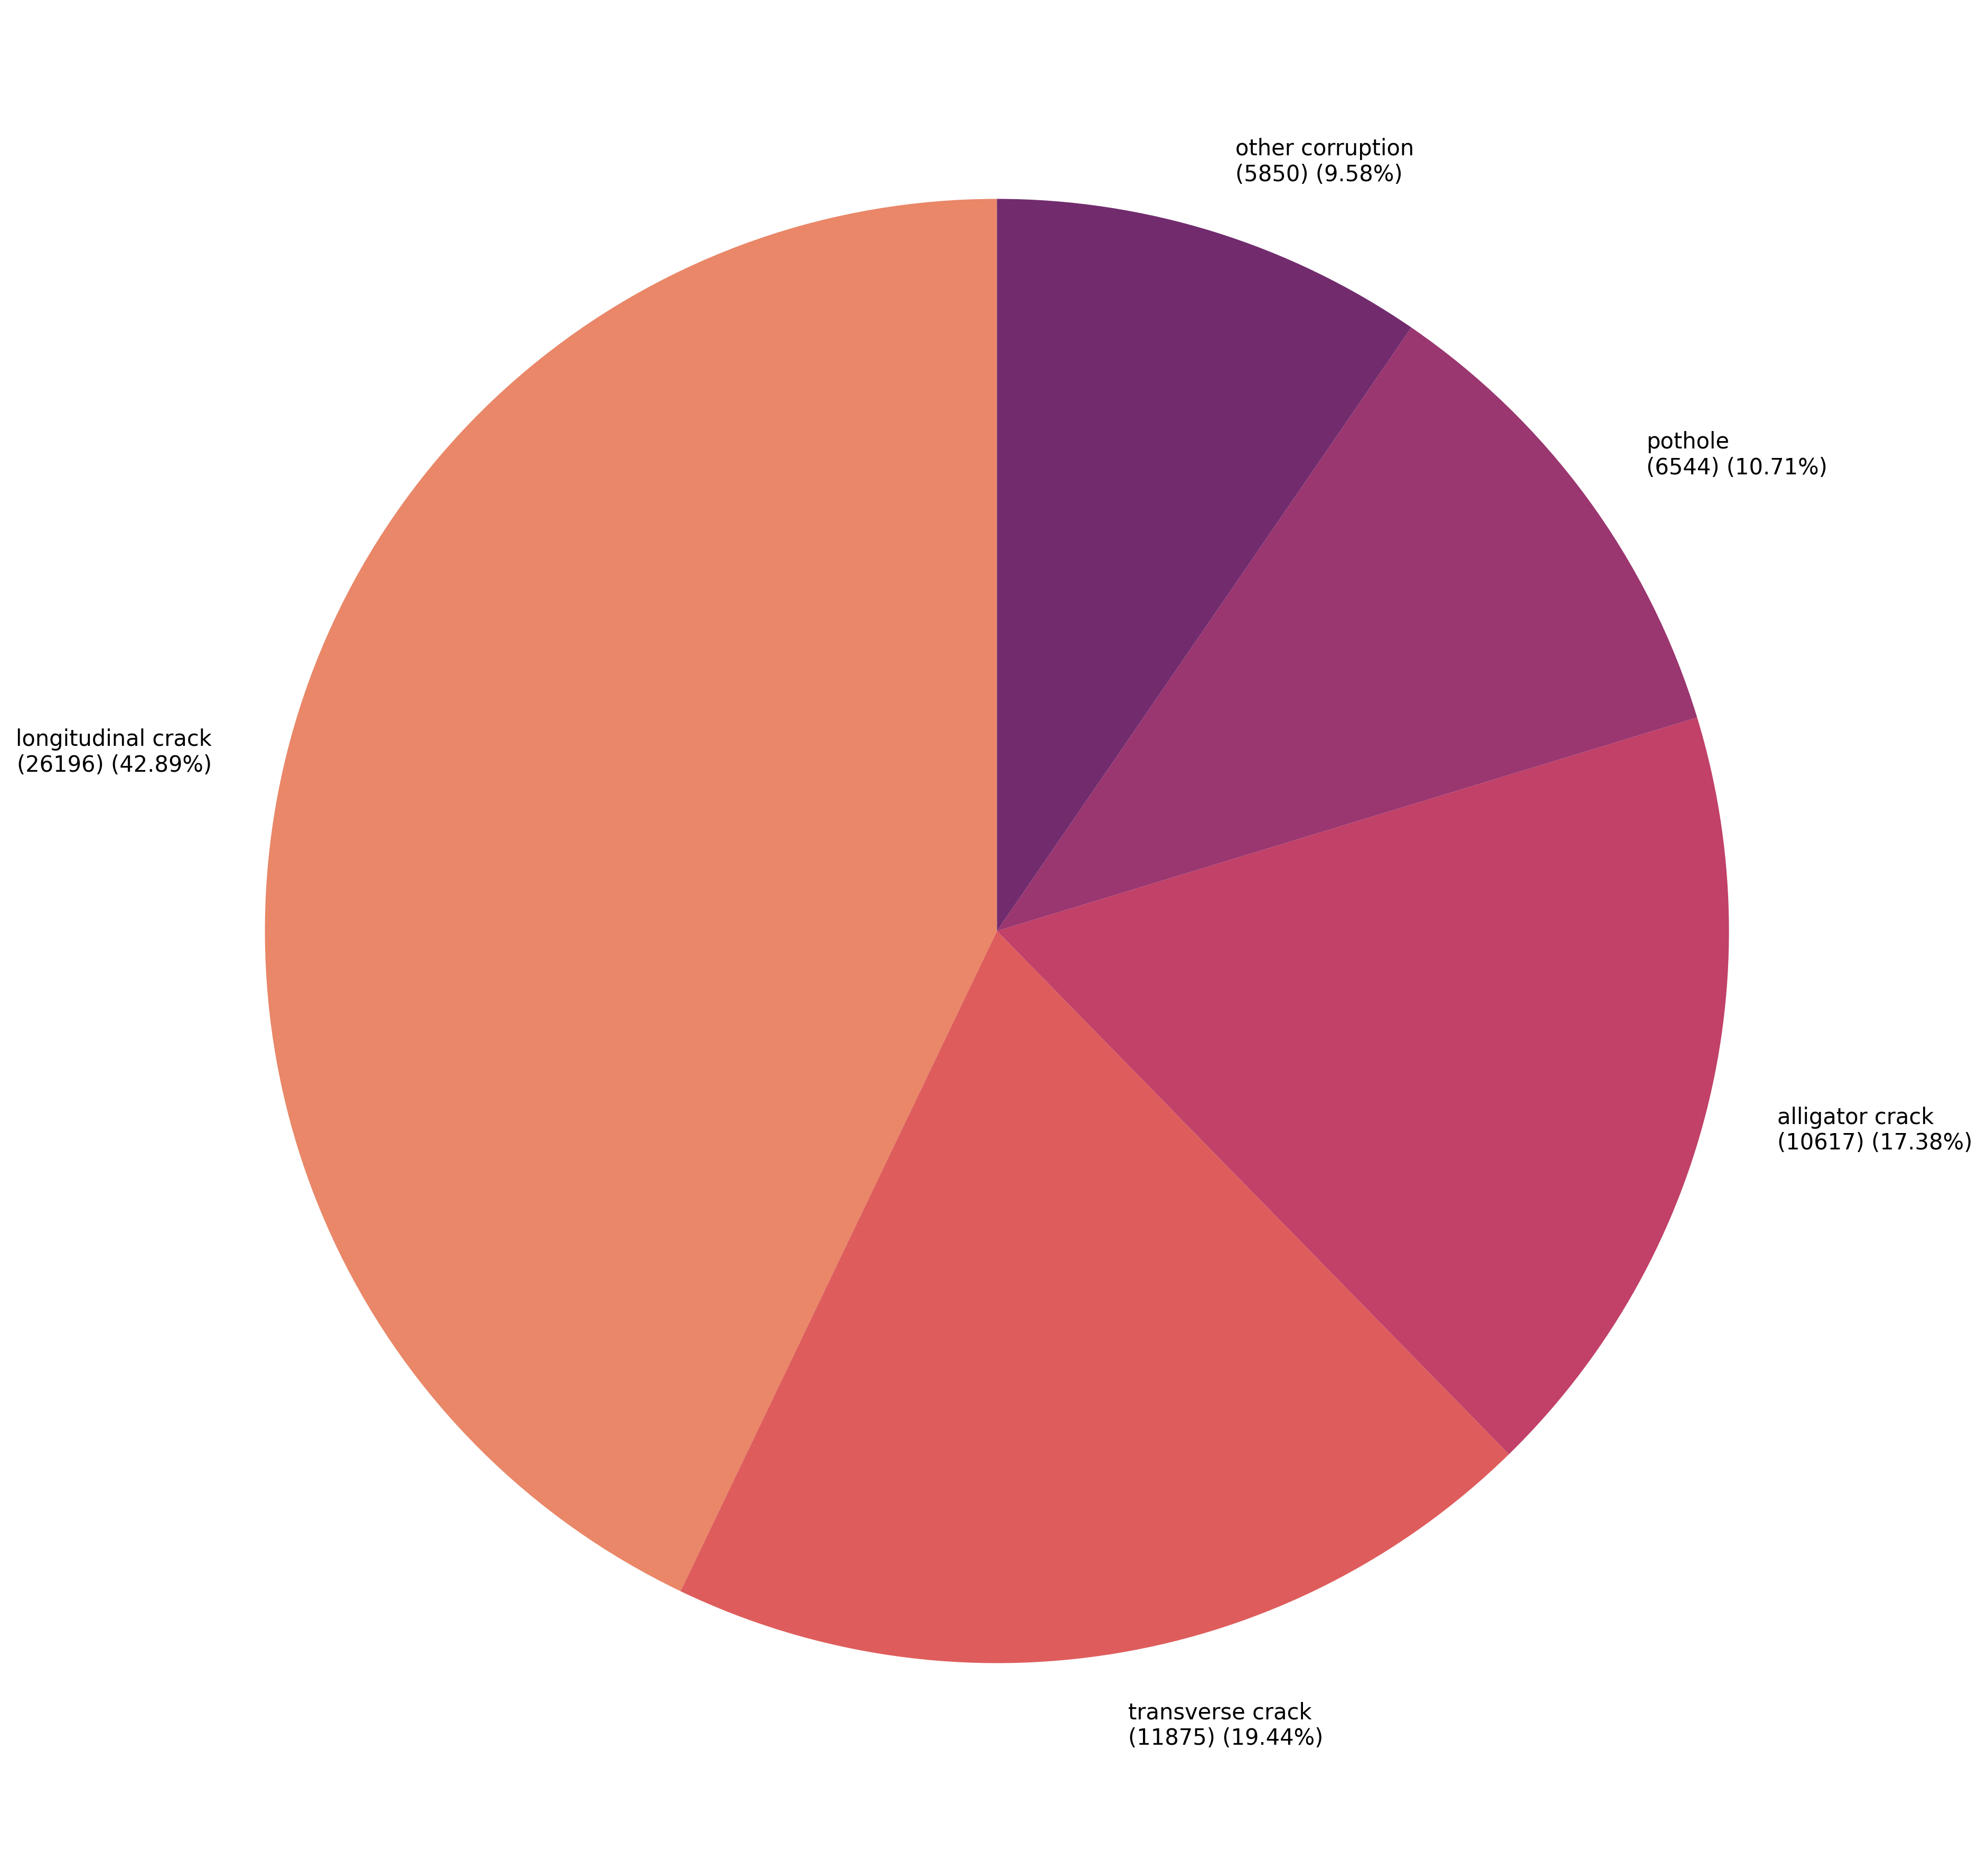 other corruption
(5850) (9.58%)
pothole
(6544) (10.71%)
longitudinal crack
(26196) (42.89%)
alligator crack
(10617) (17.38%)
transverse crack
(11875) (19.44%)